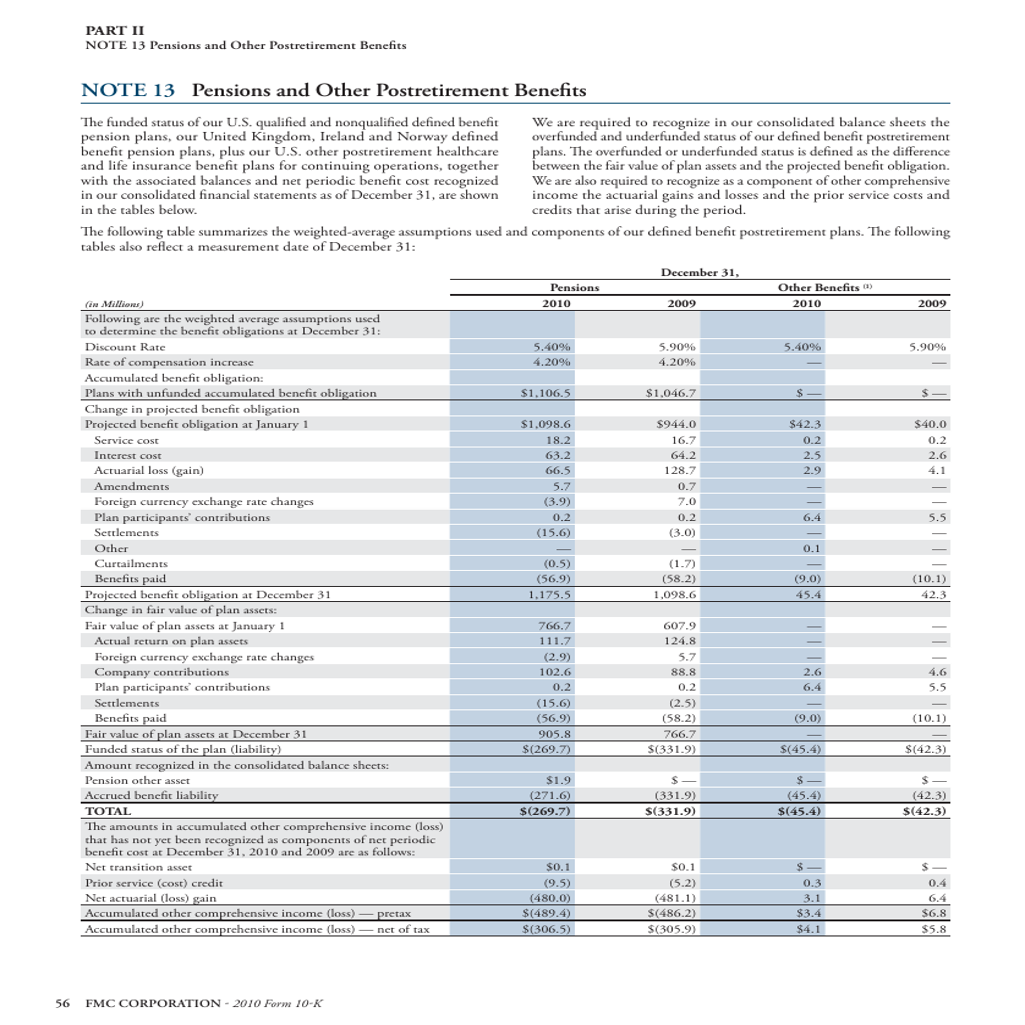 PART II
NOTE 13 Pensions and Other Postretirement Benefits
NOTE 13 Pensions and Other Postretirement Benefits
The funded status of our U.S. qualified and nonqualified defined benefit
pension plans, our United Kingdom, Ireland and Norway defined
benefit pension plans, plus our U.S. other postretirement healthcare
and life insurance benefit plans for continuing operations, together
with the associated balances and net periodic benefit cost recognized
in our consolidated financial statements as of December 31, are shown
in the tables below.
We are required to recognize in our consolidated balance sheets the
overfunded and underfunded status of our defined benefit postretirement
plans. The overfunded or underfunded status is defined as the difference
between the fair value of plan assets and the projected benefit obligation.
We are also required to recognize as a component of other comprehensive
income the actuarial gains and losses and the prior service costs and
credits that arise during the period.
The following table summarizes the weighted-average assumptions used and components of our defined benefit postretirement plans. The following
tables also reflect a measurement date of December 31:
December 31,
Pensions Other Benefits (1)
(in Millions) 2010 2009 2010 2009
Following are the weighted average assumptions used
to determine the benefit obligations at December 31:
Discount Rate 5.40% 5.90% 5.40% 5.90%
Rate of compensation increase 4.20% 4.20% — —
Accumulated benefit obligation:
Plans with unfunded accumulated benefit obligation $1,106.5 $1,046.7 $ — $ —
Change in projected benefit obligation
Projected benefit obligation at January 1 $1,098.6 $944.0 $42.3 $40.0
Service cost 18.2 16.7 0.2 0.2
Interest cost 63.2 64.2 2.5 2.6
Actuarial loss (gain) 66.5 128.7 2.9 4.1
Amendments 5.7 0.7 — —
Foreign currency exchange rate changes (3.9) 7.0 — —
Plan participants' contributions 0.2 0.2 6.4 5.5
Settlements (15.6) (3.0) — —
Other — — 0.1 —
Curtailments (0.5) (1.7) — —
Benefits paid (56.9) (58.2) (9.0) (10.1)
Projected benefit obligation at December 31 1,175.5 1,098.6 45.4 42.3
Change in fair value of plan assets:
Fair value of plan assets at January 1 766.7 607.9 — —
Actual return on plan assets 111.7 124.8 — —
Foreign currency exchange rate changes (2.9) 5.7 — —
Company contributions 102.6 88.8 2.6 4.6
Plan participants' contributions 0.2 0.2 6.4 5.5
Settlements (15.6) (2.5) — —
Benefits paid (56.9) (58.2) (9.0) (10.1)
Fair value of plan assets at December 31 905.8 766.7 — —
Funded status of the plan (liability) $(269.7) $(331.9) $(45.4) $(42.3)
Amount recognized in the consolidated balance sheets:
Pension other asset $1.9 $ — $ — $ —
Accrued benefit liability (271.6) (331.9) (45.4) (42.3)
TOTAL $(269.7) $(331.9) $(45.4) $(42.3)
The amounts in accumulated other comprehensive income (loss)
that has not yet been recognized as components of net periodic
benefit cost at December 31, 2010 and 2009 are as follows:
Net transition asset $0.1 $0.1 $ — $ —
Prior service (cost) credit (9.5) (5.2) 0.3 0.4
Net actuarial (loss) gain (480.0) (481.1) 3.1 6.4
Accumulated other comprehensive income (loss) — pretax $(489.4) $(486.2) $3.4 $6.8
Accumulated other comprehensive income (loss) — net of tax $(306.5) $(305.9) $4.1 $5.8
56 FMC CORPORATION - 2010 Form 10-K